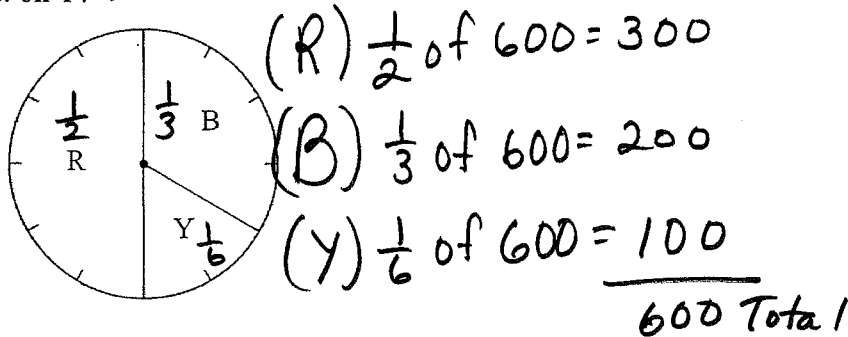 (R) 1/2 of 600 = 300
1/2 1/3 B
R
(B) 1/3 of 600 = 200
Y 1/6
(Y) 1/6 of 600 = 100
600 Total